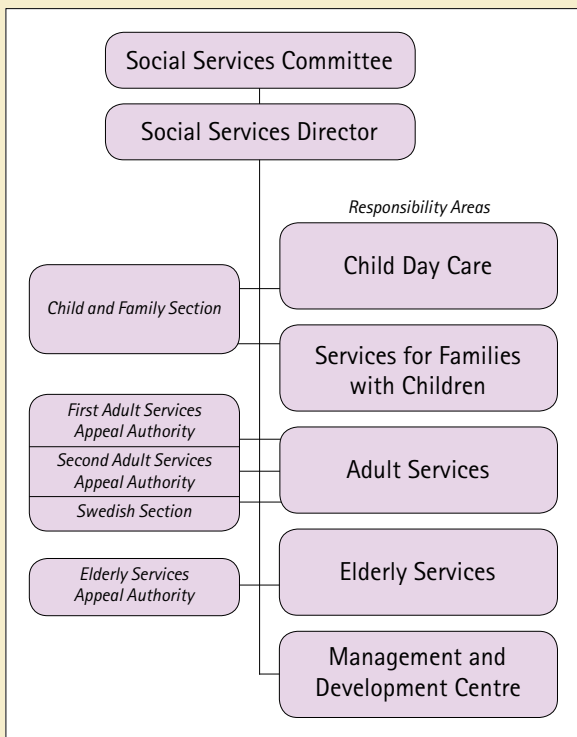 Social Services Committee
Social Services Director
Responsibility Areas
Child Day Care
Child and Family Section
Services for Families
with Children
First Adult Services
Appeal Authority
Second Adult Services
Appeal Authority
Swedish Section
Adult Services
Elderly Services
Appeal Authority
Elderly Services
Management and
Development Centre